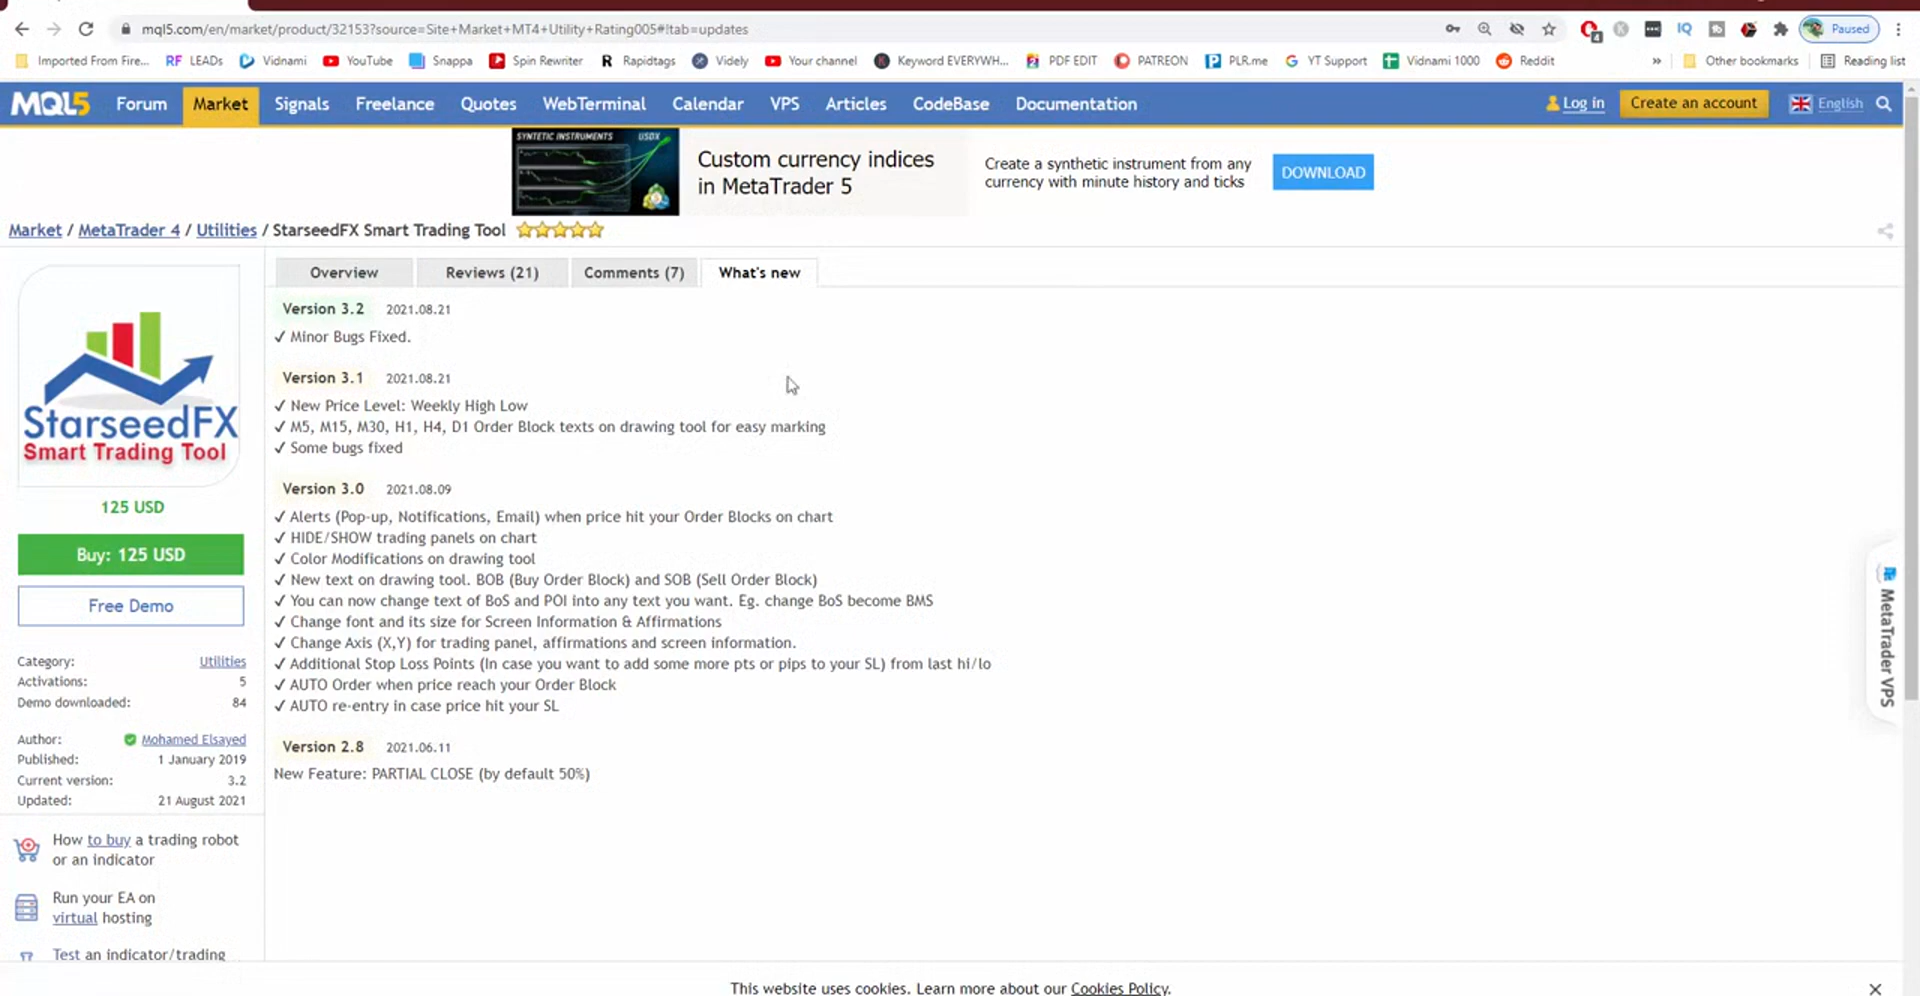 mql5.com/en/market/product/32153?source=Site+Market+MT4+Utility+Rating005#!tab=updates
4
IQ
Paused
Imported From Fire...
RF LEADs
Vidnami
YouTube
Snappa
Spin Rewriter
R Rapidtags
Videly
Your channel
Keyword EVERYWH...
PDF EDIT
PATREON
PLR.me
G YT Support
Vidnami 1000
Reddit
»
Other bookmarks
Reading list
MQL5
Forum
Market
Signals
Freelance
Quotes
WebTerminal
Calendar
VPS
Articles
CodeBase
Documentation
Log in
Create an account
English
SYNTETIC INSTRUMENTS USDX
Custom currency indices
in MetaTrader 5
Create a synthetic instrument from any
currency with minute history and ticks
DOWNLOAD
Market / MetaTrader 4 / Utilities / StarseedFX Smart Trading Tool
StarseedFX
Smart Trading Tool
125 USD
Buy: 125 USD
Free Demo
Category: Utilities
Activations: 5
Demo downloaded: 84
Author: Mohamed Elsayed
Published: 1 January 2019
Current version: 3.2
Updated: 21 August 2021
How to buy a trading robot
or an indicator
Run your EA on
virtual hosting
Test an indicator/trading
Overview
Reviews (21)
Comments (7)
What's new
Version 3.2 2021.08.21
✓ Minor Bugs Fixed.
Version 3.1 2021.08.21
✓ New Price Level: Weekly High Low
✓ M5, M15, M30, H1, H4, D1 Order Block texts on drawing tool for easy marking
✓ Some bugs fixed
Version 3.0 2021.08.09
✓ Alerts (Pop-up, Notifications, Email) when price hit your Order Blocks on chart
✓ HIDE/SHOW trading panels on chart
✓ Color Modifications on drawing tool
✓ New text on drawing tool. BOB (Buy Order Block) and SOB (Sell Order Block)
✓ You can now change text of BoS and POI into any text you want. Eg. change BoS become BMS
✓ Change font and its size for Screen Information & Affirmations
✓ Change Axis (X,Y) for trading panel, affirmations and screen information.
✓ Additional Stop Loss Points (In case you want to add some more pts or pips to your SL) from last hi/lo
✓ AUTO Order when price reach your Order Block
✓ AUTO re-entry in case price hit your SL
Version 2.8 2021.06.11
New Feature: PARTIAL CLOSE (by default 50%)
MetaTrader VPS
This website uses cookies. Learn more about our Cookies Policy.